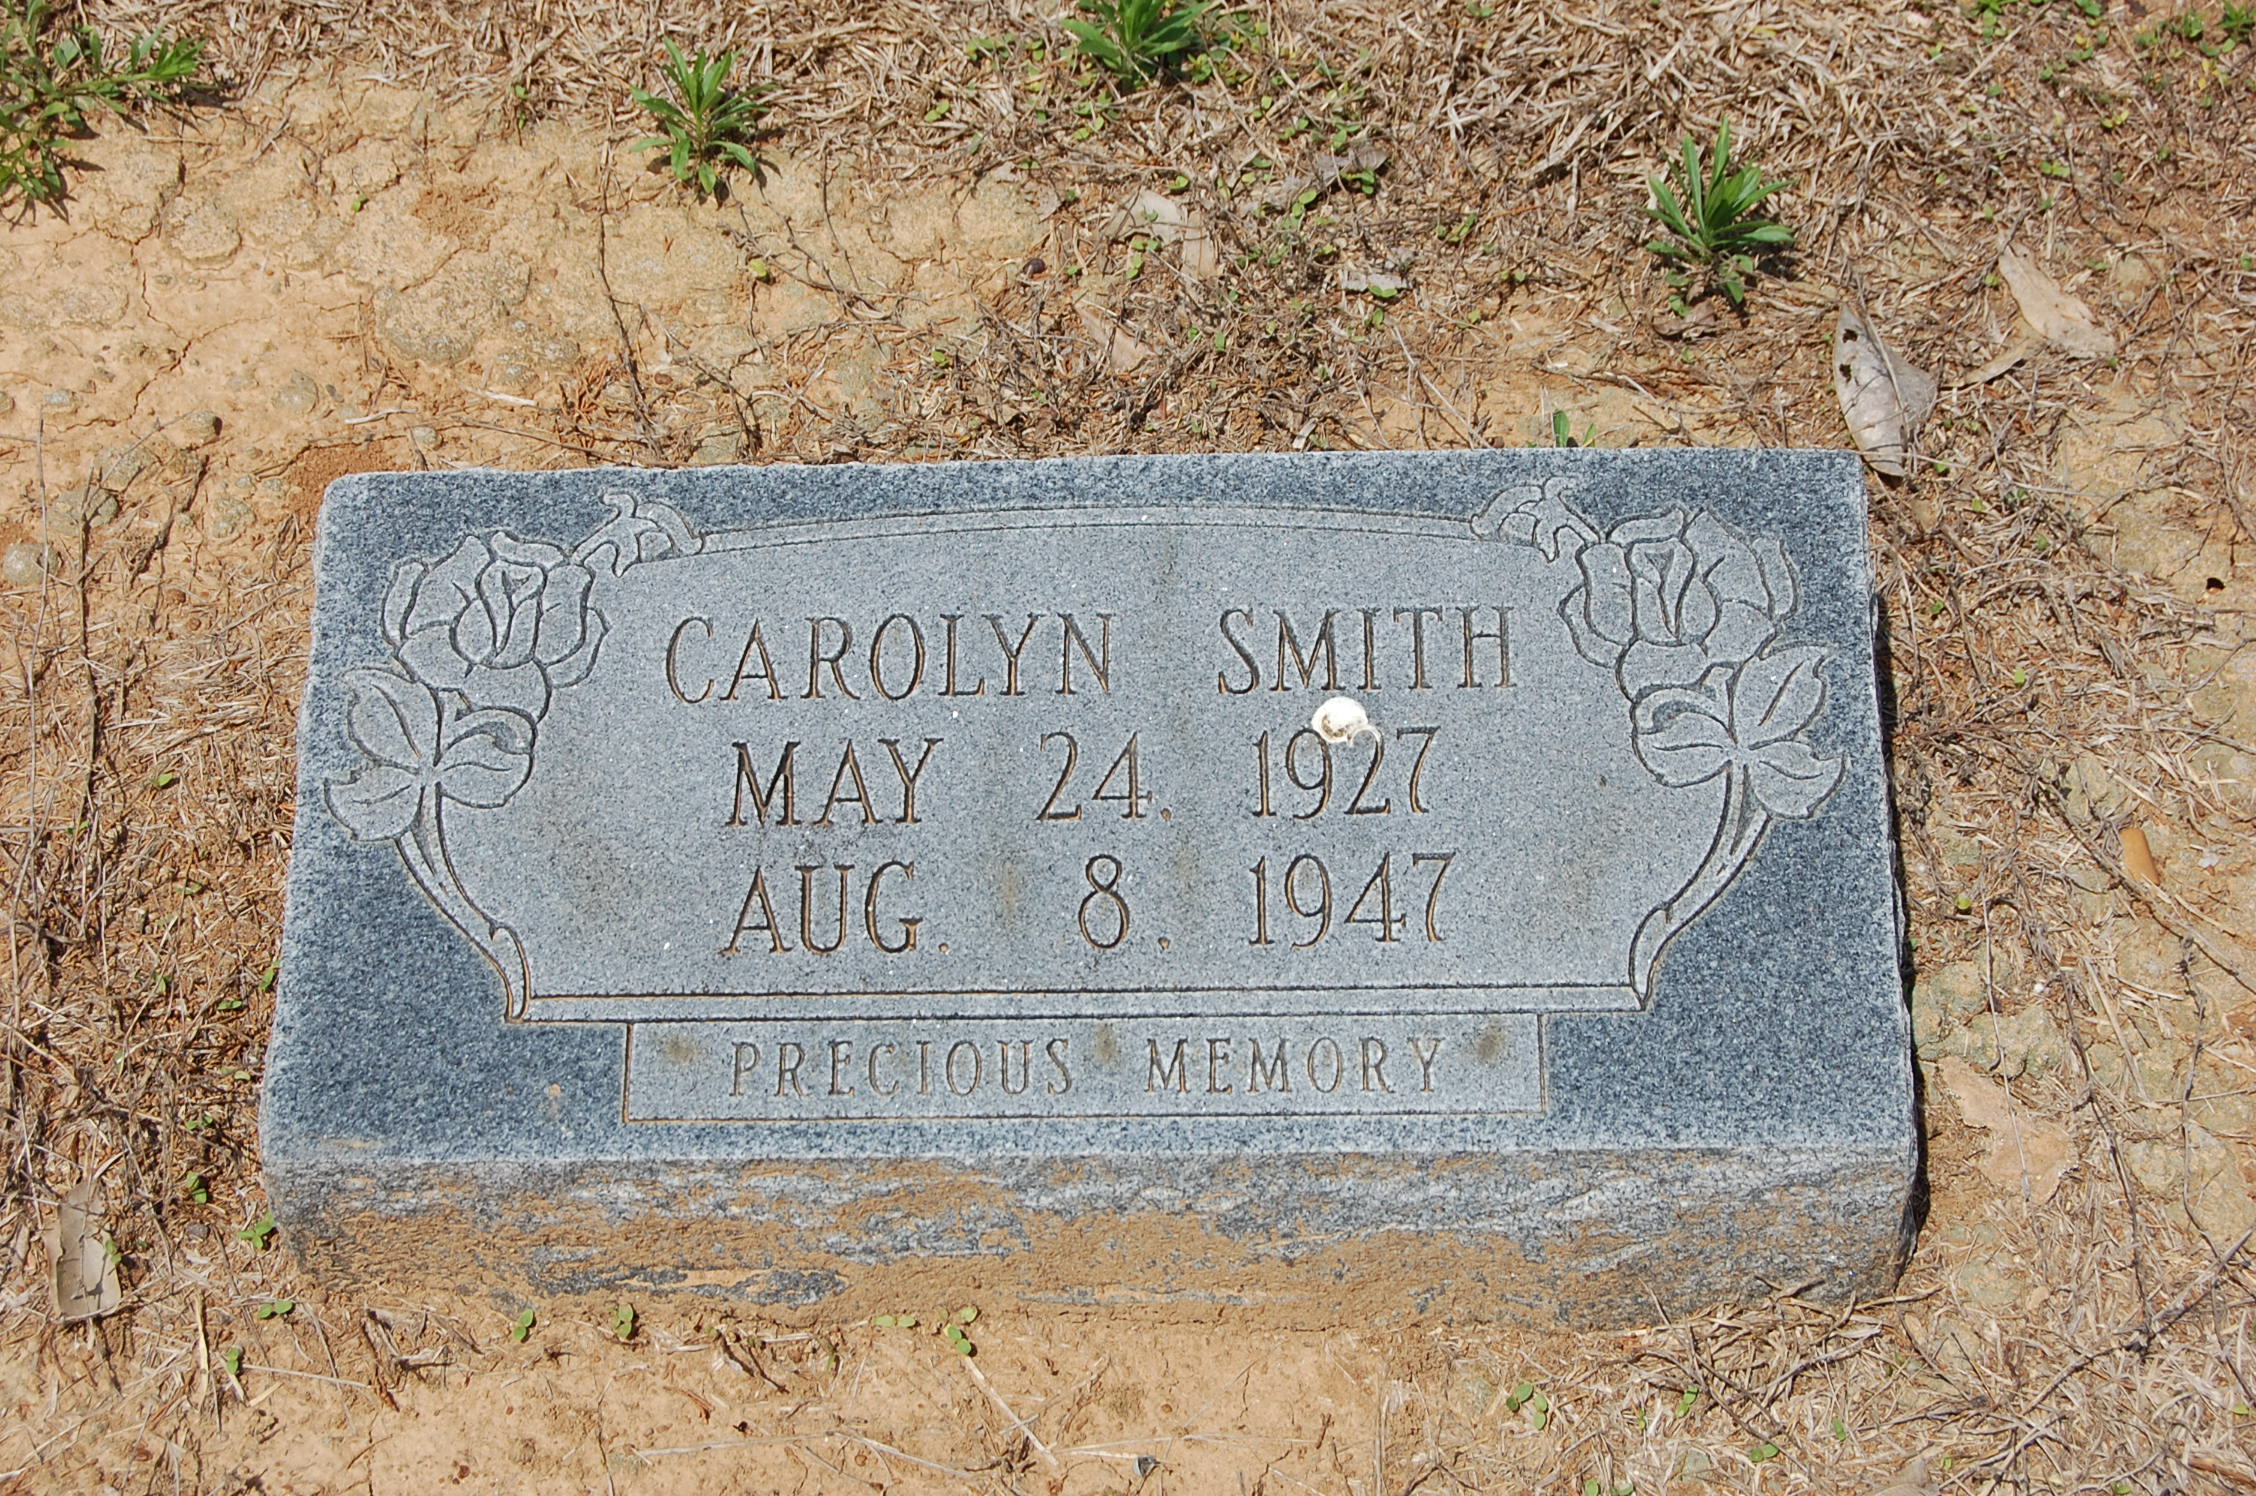 CAROLYN SMITH
MAY 24. 1927
AUG. 8. 1947
PRECIOUS MEMORY